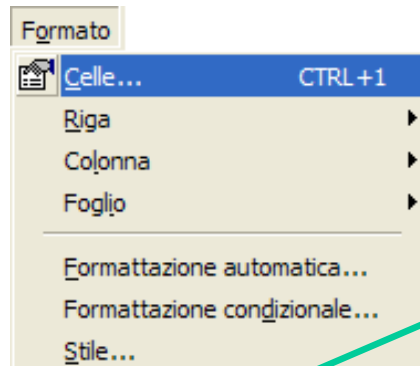 Formato
Celle... CTRL+1
Riga
Colonna
Foglio
Formattazione automatica...
Formattazione condizionale...
Stile...